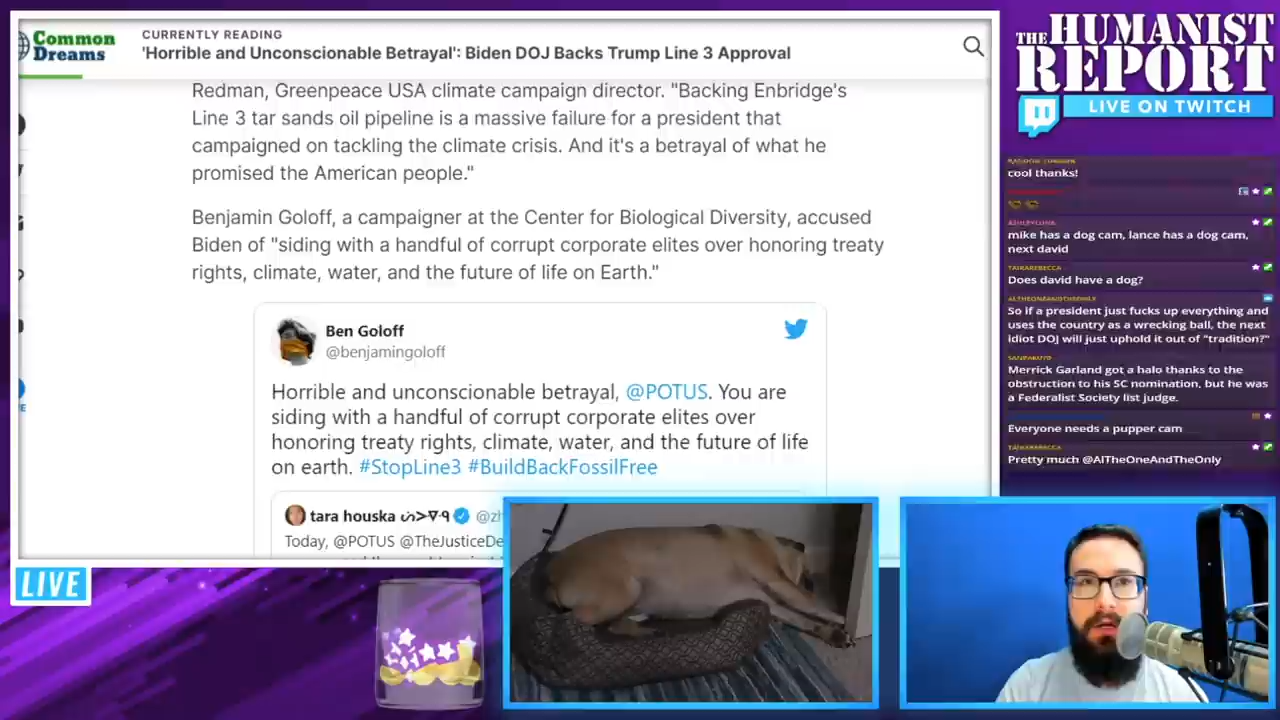 Common
Dreams
CURRENTLY READING
'Horrible and Unconscionable Betrayal': Biden DOJ Backs Trump Line 3 Approval
Redman, Greenpeace USA climate campaign director. "Backing Enbridge's
Line 3 tar sands oil pipeline is a massive failure for a president that
campaigned on tackling the climate crisis. And it's a betrayal of what he
promised the American people."
Benjamin Goloff, a campaigner at the Center for Biological Diversity, accused
Biden of "siding with a handful of corrupt corporate elites over honoring treaty
rights, climate, water, and the future of life on Earth."
Ben Goloff
@benjamingoloff
Horrible and unconscionable betrayal, @POTUS. You are
siding with a handful of corrupt corporate elites over
honoring treaty rights, climate, water, and the future of life
on earth. #StopLine3 #BuildBackFossilFree
tara houska ᔖᐳᐌᑫ @zh
Today, @POTUS @TheJusticeDe
LIVE
THE HUMANIST
REPORT
LIVE ON TWITCH
cool thanks!
ASHLEYLUNA
mike has a dog cam, lance has a dog cam,
next david
TAIRAREBECCA
Does david have a dog?
ALTHEONEANDTHEONLY
So if a president just fucks up everything and
uses the country as a wrecking ball, the next
idiot DOJ will just uphold it out of "tradition?"
Merrick Garland got a halo thanks to the
obstruction to his SC nomination, but he was
a Federalist Society list judge.
Everyone needs a pupper cam
TAIRAREBECCA
Pretty much @AlTheOneAndTheOnly